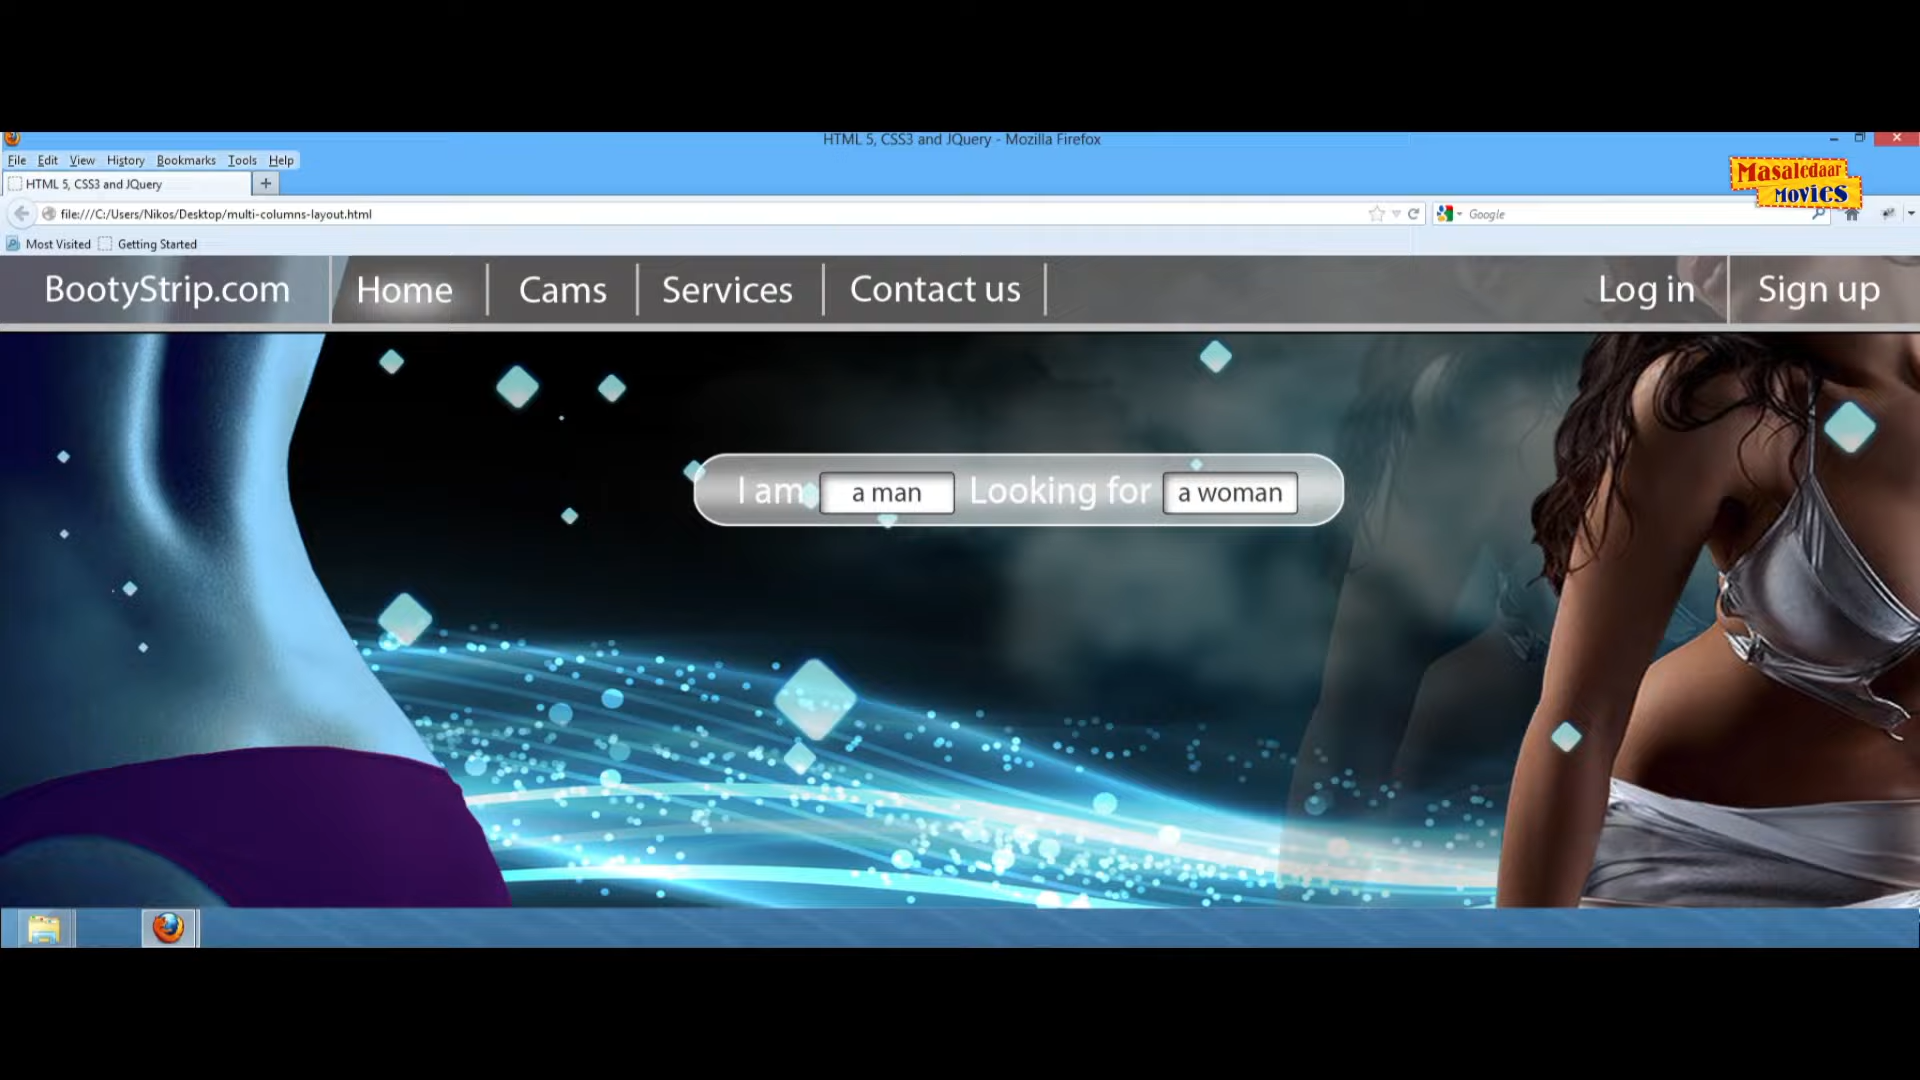 HTML 5, CSS3 and JQuery - Mozilla Firefox
File Edit View History Bookmarks Tools Help
HTML 5, CSS3 and JQuery
Masaledaar
Movies
file:///C:/Users/Nikos/Desktop/multi-columns-layout.html
Google
Most Visited Getting Started
BootyStrip.com Home Cams Services Contact us Log in Sign up
I am a man Looking for a woman